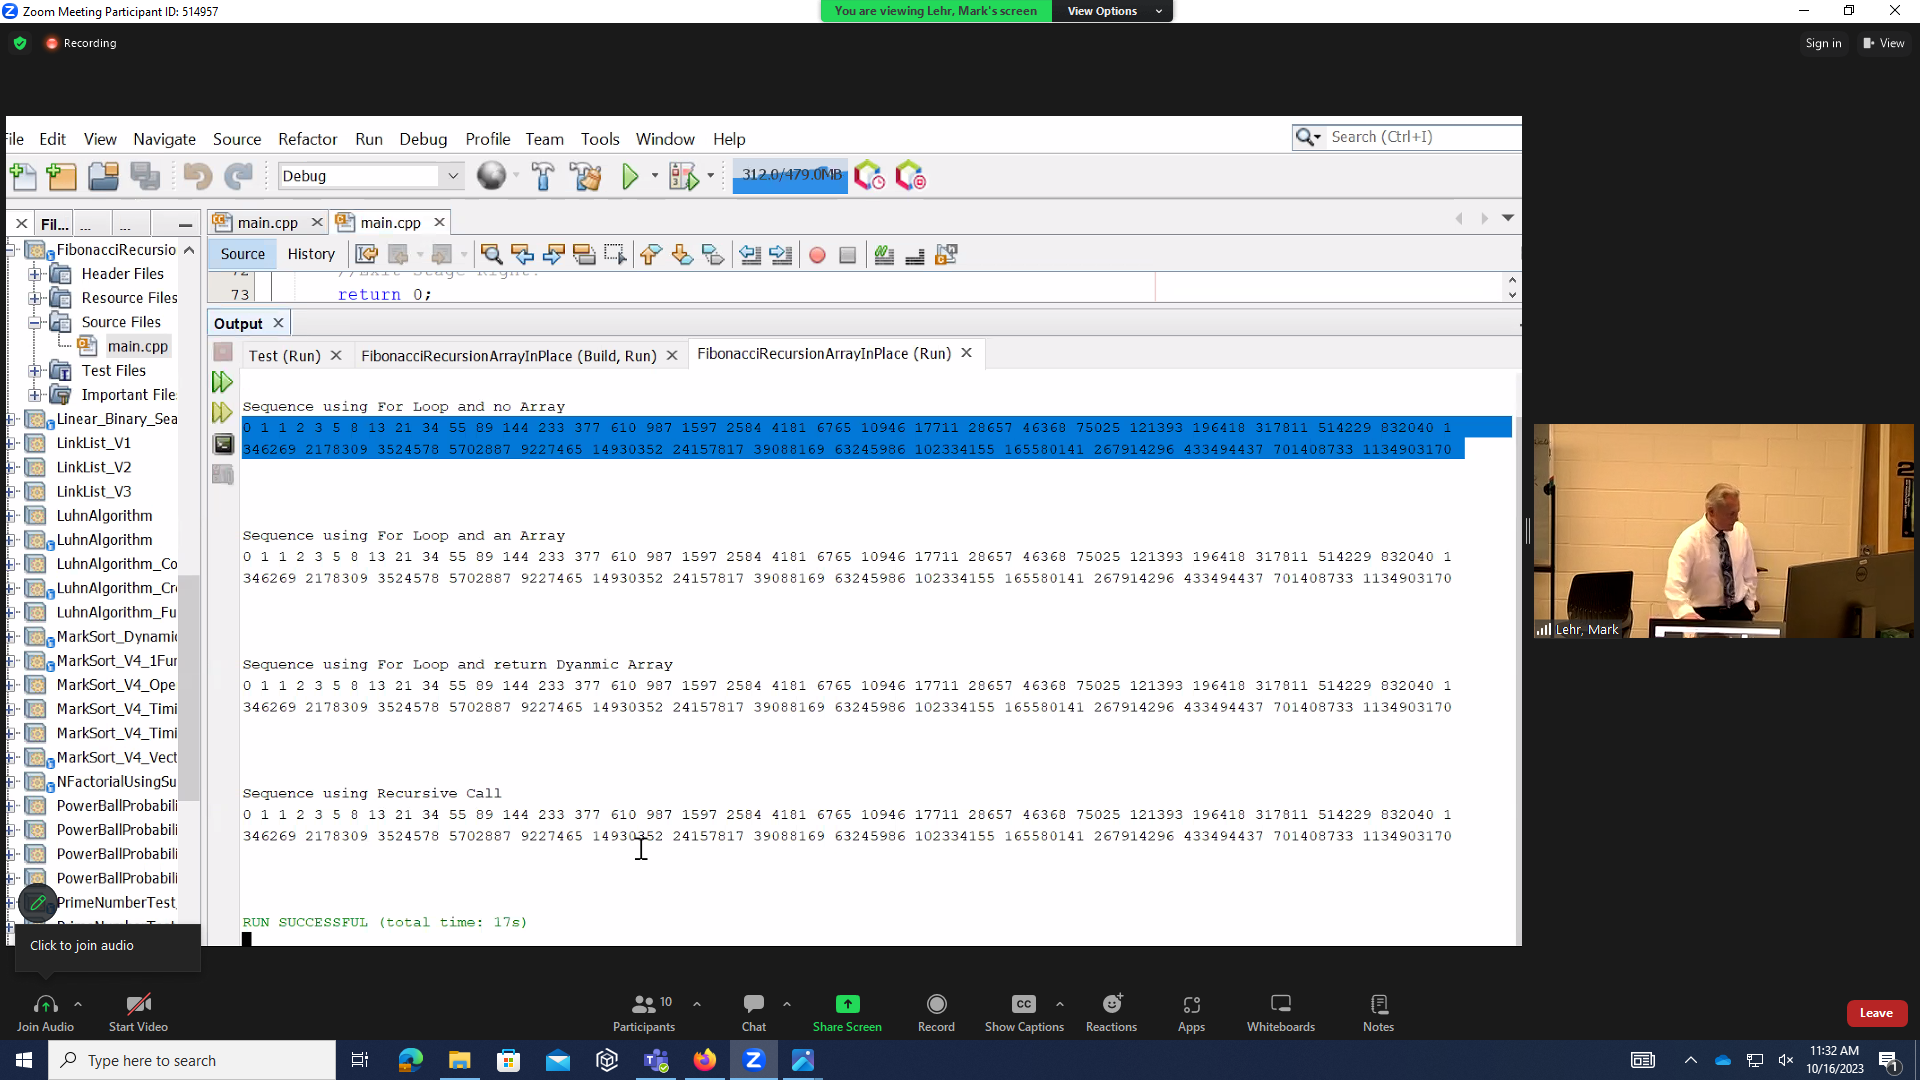 Zoom Meeting Participant ID: 514957
You are viewing Lehr, Mark's screen
View Options
Recording
Sign in
View
File Edit View Navigate Source Refactor Run Debug Profile Team Tools Window Help
Search (Ctrl+I)
Debug
312.0/479.0MB
Fil... ... ...
main.cpp
main.cpp
Source History
72 //Exit Stage Right!
73 return 0;
FibonacciRecursio
Header Files
Resource Files
Source Files
main.cpp
Test Files
Important File
Linear_Binary_Sea
LinkList_V1
LinkList_V2
LinkList_V3
LuhnAlgorithm
LuhnAlgorithm
LuhnAlgorithm_Co
LuhnAlgorithm_Cr
LuhnAlgorithm_Fu
MarkSort_Dynamic
MarkSort_V4_1Fur
MarkSort_V4_Ope
MarkSort_V4_Timi
MarkSort_V4_Timi
MarkSort_V4_Vect
NFactorialUsingSu
PowerBallProbabili
PowerBallProbabili
PowerBallProbabili
PowerBallProbabili
PrimeNumberTest
Output
Test (Run)
FibonacciRecursionArrayInPlace (Build, Run)
FibonacciRecursionArrayInPlace (Run)
Sequence using For Loop and no Array
0 1 1 2 3 5 8 13 21 34 55 89 144 233 377 610 987 1597 2584 4181 6765 10946 17711 28657 46368 75025 121393 196418 317811 514229 832040 1
346269 2178309 3524578 5702887 9227465 14930352 24157817 39088169 63245986 102334155 165580141 267914296 433494437 701408733 1134903170
Sequence using For Loop and an Array
0 1 1 2 3 5 8 13 21 34 55 89 144 233 377 610 987 1597 2584 4181 6765 10946 17711 28657 46368 75025 121393 196418 317811 514229 832040 1
346269 2178309 3524578 5702887 9227465 14930352 24157817 39088169 63245986 102334155 165580141 267914296 433494437 701408733 1134903170
Sequence using For Loop and return Dyanmic Array
0 1 1 2 3 5 8 13 21 34 55 89 144 233 377 610 987 1597 2584 4181 6765 10946 17711 28657 46368 75025 121393 196418 317811 514229 832040 1
346269 2178309 3524578 5702887 9227465 14930352 24157817 39088169 63245986 102334155 165580141 267914296 433494437 701408733 1134903170
Sequence using Recursive Call
0 1 1 2 3 5 8 13 21 34 55 89 144 233 377 610 987 1597 2584 4181 6765 10946 17711 28657 46368 75025 121393 196418 317811 514229 832040 1
346269 2178309 3524578 5702887 9227465 14930352 24157817 39088169 63245986 102334155 165580141 267914296 433494437 701408733 1134903170
RUN SUCCESSFUL (total time: 17s)
Lehr, Mark
Click to join audio
Join Audio
Start Video
Participants 10
Chat
Share Screen
Record
CC
Show Captions
Reactions
Apps
Whiteboards
Notes
Leave
Type here to search
11:32 AM
10/16/2023
1